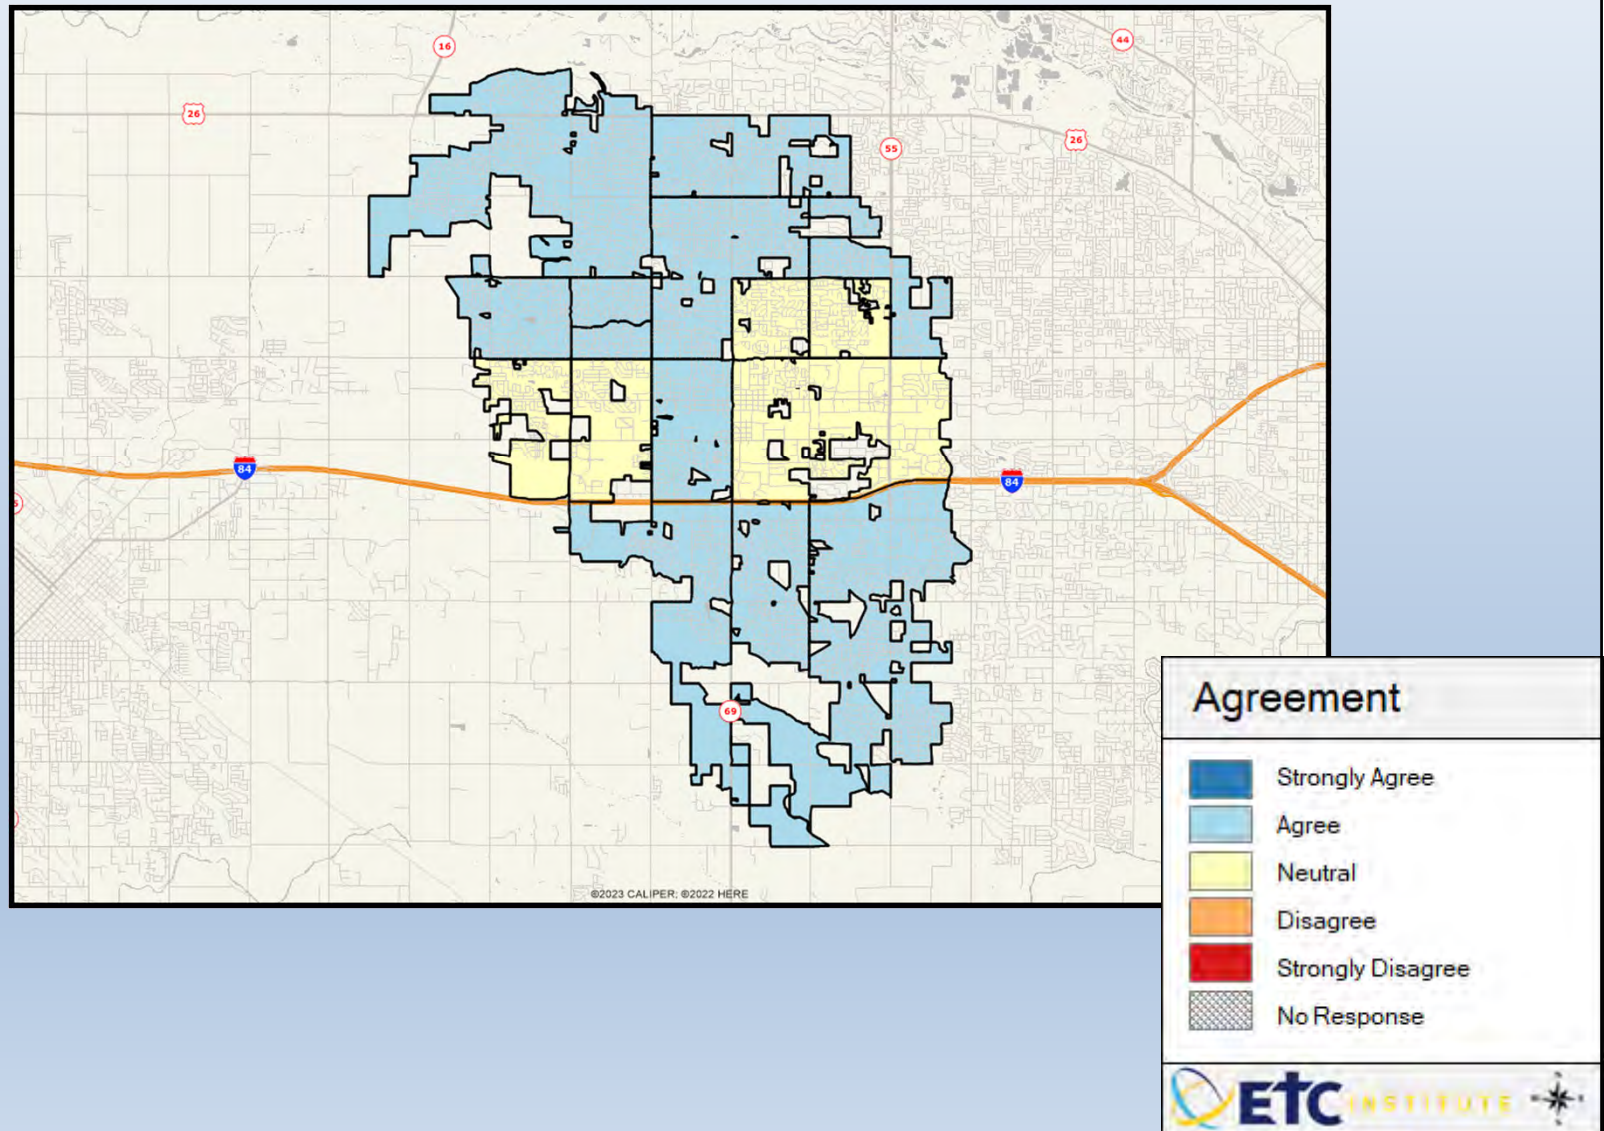 16
44
26
26
55
84
84
69
©2023 CALIPER; ©2022 HERE
Agreement
Strongly Agree
Agree
Neutral
Disagree
Strongly Disagree
No Response
ETC INSTITUTE